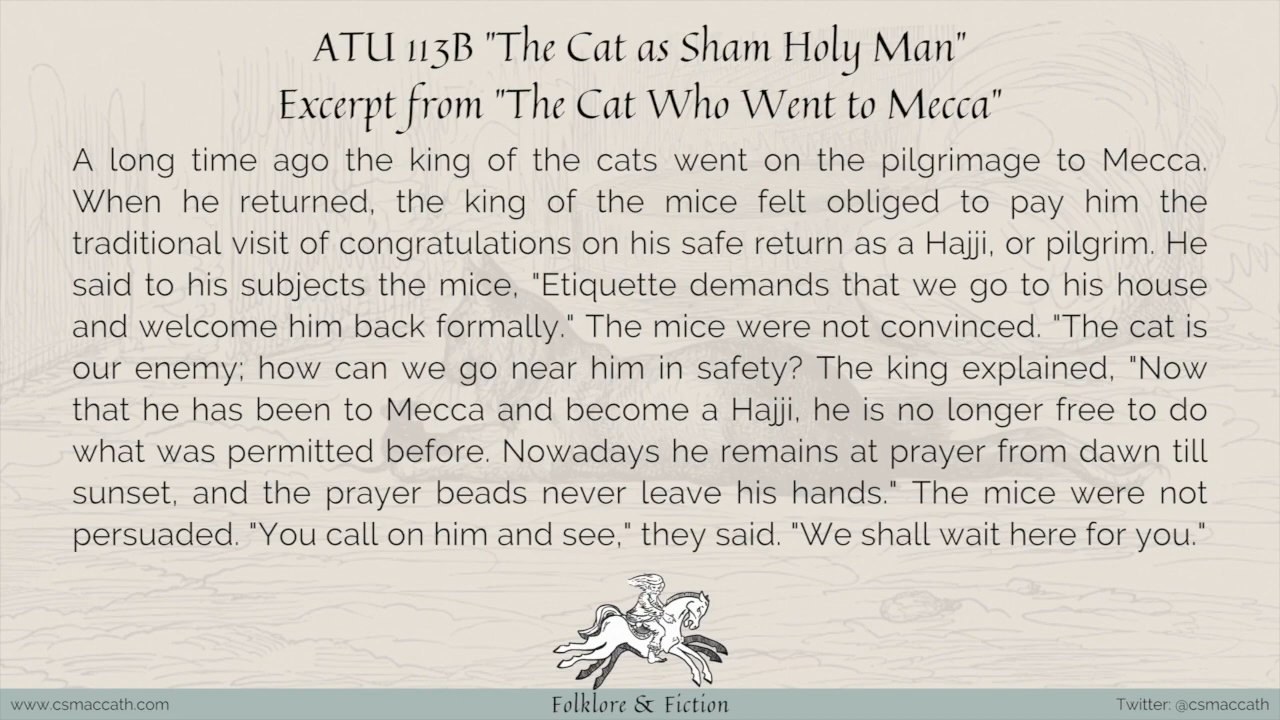 ATU 113B "The Cat as Sham Holy Man"
Excerpt from "The Cat Who Went to Mecca"
A long time ago the king of the cats went on the pilgrimage to Mecca.
When he returned, the king of the mice felt obliged to pay him the
traditional visit of congratulations on his safe return as a Hajji, or pilgrim. He
said to his subjects the mice, "Etiquette demands that we go to his house
and welcome him back formally." The mice were not convinced. "The cat is
our enemy; how can we go near him in safety? The king explained, "Now
that he has been to Mecca and become a Hajji, he is no longer free to do
what was permitted before. Nowadays he remains at prayer from dawn till
sunset, and the prayer beads never leave his hands." The mice were not
persuaded. "You call on him and see," they said. "We shall wait here for you."
www.csmaccath.com
Folklore & Fiction
Twitter: @csmaccath